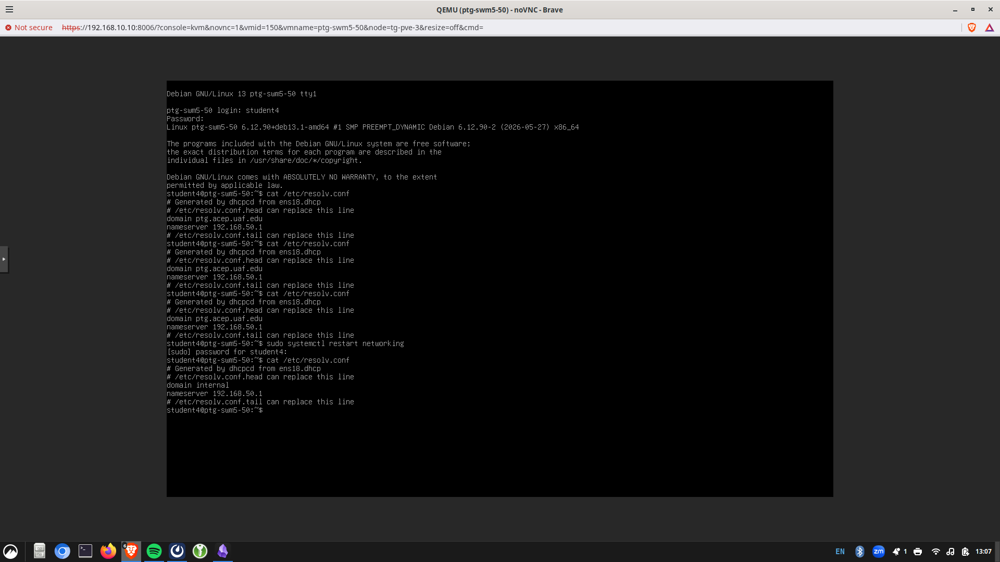 QEMU (ptg-swm5-50) - noVNC - Brave
Not secure https://192.168.10.10:8006/?console=kvm&novnc=1&vmid=150&vmname=ptg-swm5-50&node=tg-pve-3&resize=off&cmd=
Debian GNU/Linux 13 ptg-swm5-50 tty1
ptg-swm5-50 login: student4
Password:
Linux ptg-swm5-50 6.12.90+deb13.1-amd64 #1 SMP PREEMPT_DYNAMIC Debian 6.12.90-2 (2026-05-27) x86_64
The programs included with the Debian GNU/Linux system are free software;
the exact distribution terms for each program are described in the
individual files in /usr/share/doc/*/copyright.
Debian GNU/Linux comes with ABSOLUTELY NO WARRANTY, to the extent
permitted by applicable law.
student4@ptg-swm5-50:~$ cat /etc/resolv.conf
# Generated by dhcpcd from ens18.dhcp
# /etc/resolv.conf.head can replace this line
domain ptg.acep.uaf.edu
nameserver 192.168.50.1
# /etc/resolv.conf.tail can replace this line
student4@ptg-swm5-50:~$ cat /etc/resolv.conf
# Generated by dhcpcd from ens18.dhcp
# /etc/resolv.conf.head can replace this line
domain ptg.acep.uaf.edu
nameserver 192.168.50.1
# /etc/resolv.conf.tail can replace this line
student4@ptg-swm5-50:~$ cat /etc/resolv.conf
# Generated by dhcpcd from ens18.dhcp
# /etc/resolv.conf.head can replace this line
domain ptg.acep.uaf.edu
nameserver 192.168.50.1
# /etc/resolv.conf.tail can replace this line
student4@ptg-swm5-50:~$ sudo systemctl restart networking
[sudo] password for student4:
student4@ptg-swm5-50:~$ cat /etc/resolv.conf
# Generated by dhcpcd from ens18.dhcp
# /etc/resolv.conf.head can replace this line
domain internal
nameserver 192.168.50.1
# /etc/resolv.conf.tail can replace this line
student4@ptg-swm5-50:~$
6
EN zm 1 13:07